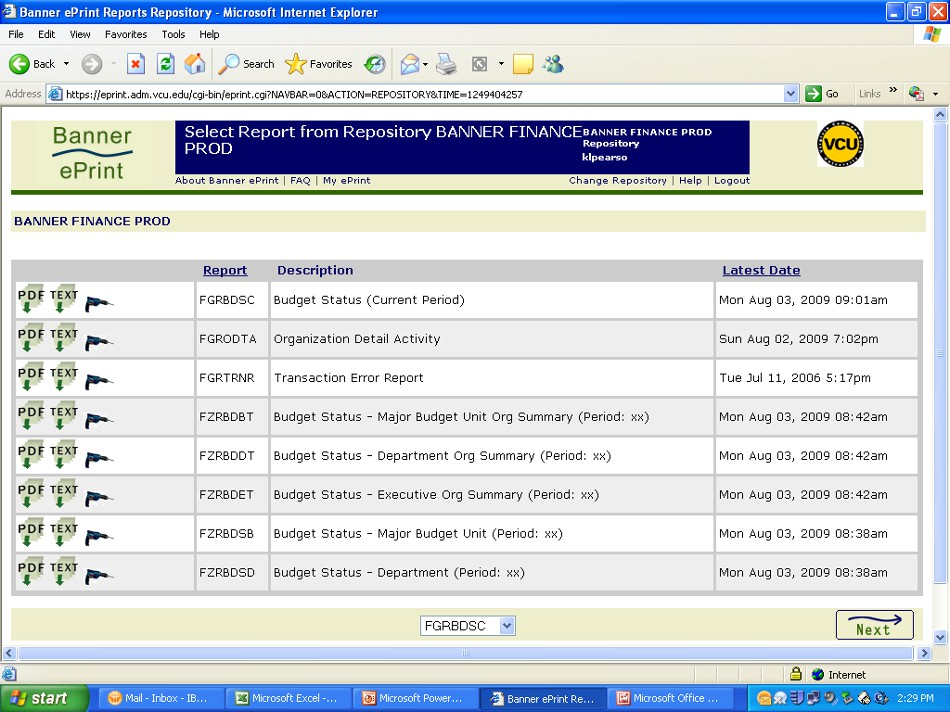 Banner ePrint Reports Repository - Microsoft Internet Explorer
File Edit View Favorites Tools Help
Back Search Favorites
Address https://eprint.adm.vcu.edu/cgi-bin/eprint.cgi?NAVBAR=0&ACTION=REPOSITORY&TIME=1249404257 Go Links »
Banner
ePrint
Select Report from Repository BANNER FINANCE
PROD
BANNER FINANCE PROD
Repository
klpearso
VCU
About Banner ePrint | FAQ | My ePrint Change Repository | Help | Logout
BANNER FINANCE PROD
Report Description Latest Date
PDF TEXT FGRBDSC Budget Status (Current Period) Mon Aug 03, 2009 09:01am
PDF TEXT FGRODTA Organization Detail Activity Sun Aug 02, 2009 7:02pm
PDF TEXT FGRTRNR Transaction Error Report Tue Jul 11, 2006 5:17pm
PDF TEXT FZRBDBT Budget Status - Major Budget Unit Org Summary (Period: xx) Mon Aug 03, 2009 08:42am
PDF TEXT FZRBDDT Budget Status - Department Org Summary (Period: xx) Mon Aug 03, 2009 08:42am
PDF TEXT FZRBDET Budget Status - Executive Org Summary (Period: xx) Mon Aug 03, 2009 08:42am
PDF TEXT FZRBDSB Budget Status - Major Budget Unit (Period: xx) Mon Aug 03, 2009 08:38am
PDF TEXT FZRBDSD Budget Status - Department (Period: xx) Mon Aug 03, 2009 08:38am
FGRBDSC Next
Internet
start Mail - Inbox - IB... Microsoft Excel -... Microsoft Power... Banner ePrint Re... Microsoft Office ... 2:29 PM